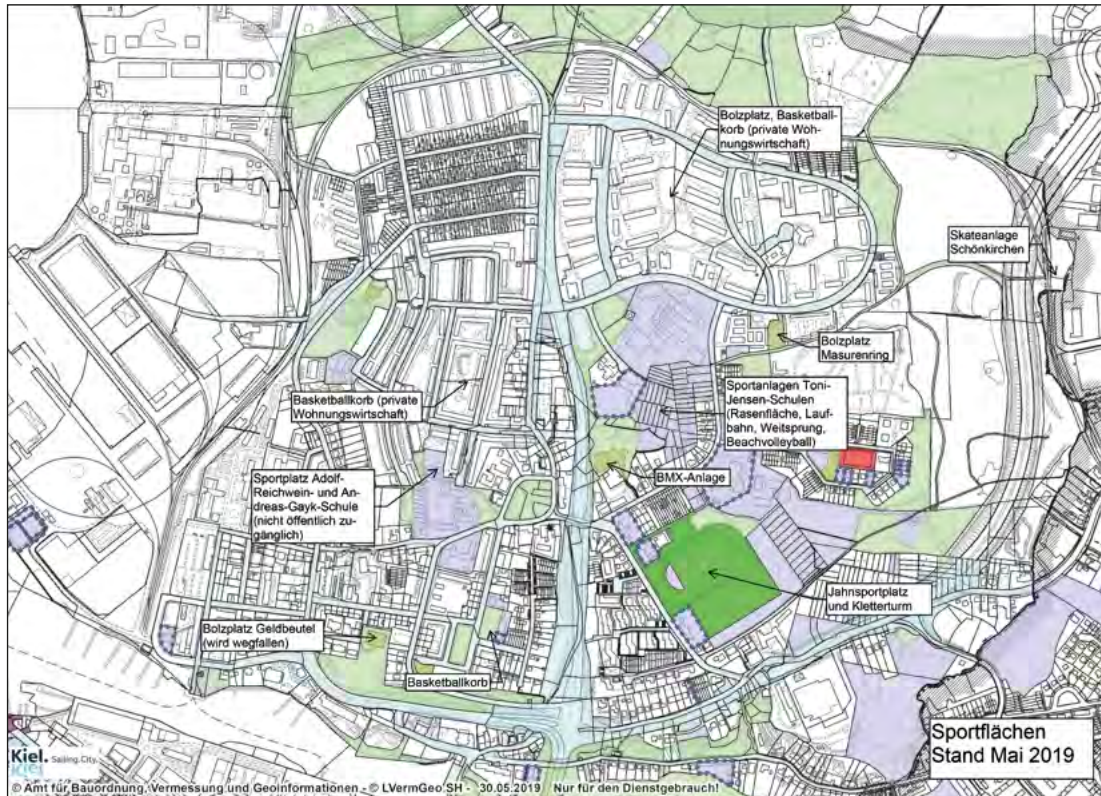 Bolzplatz, Basketball-
korb (private Woh-
nungswirtschaft)
Skateanlage
Schönkirchen
Bolzplatz
Masurenring
Basketballkorb (private
Wohnungswirtschaft)
Sportanlagen Toni-
Jensen-Schulen
(Rasenfläche, Lauf-
bahn, Weitsprung,
Beachvolleyball)
Sportplatz Adolf-
Reichwein- und An-
dreas-Gayk-Schule
(nicht öffentlich zu-
gänglich)
BMX-Anlage
Jahnsportplatz
und Kletterturm
Bolzplatz Geldbeutel
(wird wegfallen)
Basketballkorb
Sportflächen
Stand Mai 2019
Kiel. Sailing.City.
© Amt für Bauordnung, Vermessung und Geoinformationen - © LVermGeo SH - 30.05.2019 Nur für den Dienstgebrauch!